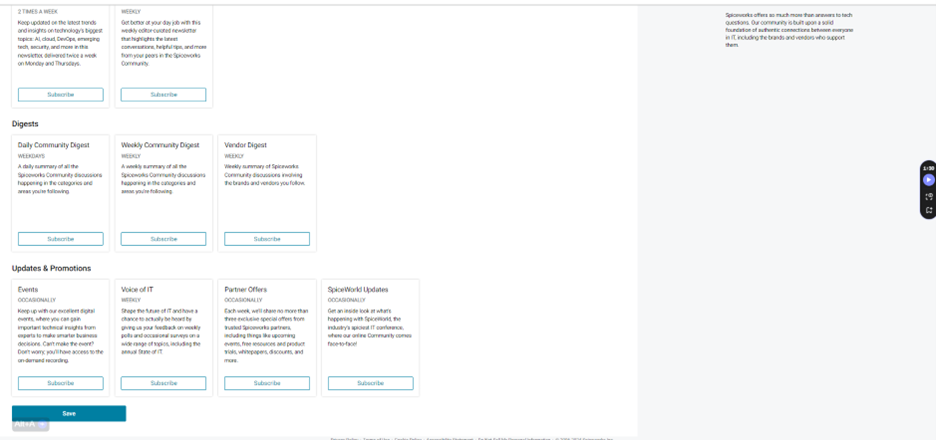 2 TIMES A WEEK
Keep updated on the latest trends
and insights on technology's biggest
topics: AI, cloud, DevOps, emerging
tech, security, and more in this
newsletter, delivered twice a week
on Monday and Thursdays.
Subscribe
WEEKLY
Get better at your day job with this
weekly editor-curated newsletter
that highlights the latest
conversations, helpful tips, and more
from your peers in the Spiceworks
Community.
Subscribe
Spiceworks offers so much more than answers to tech
questions. Our community is built upon a solid
foundation of authentic connections between everyone
in IT, including the brands and vendors who support
them.
1:30
Digests
Daily Community Digest
WEEKDAYS
A daily summary of all the
Spiceworks Community discussions
happening in the categories and
areas you're following.
Subscribe
Weekly Community Digest
WEEKLY
A weekly summary of all the
Spiceworks Community discussions
happening in the categories and
areas you're following.
Subscribe
Vendor Digest
WEEKLY
Weekly summary of Spiceworks
Community discussions involving
the brands and vendors you follow.
Subscribe
Updates & Promotions
Events
OCCASIONALLY
Keep up with our excellent digital
events, where you can gain
important technical insights from
experts to make smarter business
decisions. Can't make the event?
Don't worry, you'll have access to the
on-demand recording.
Subscribe
Voice of IT
WEEKLY
Shape the future of IT and have a
chance to actually be heard by
giving us your feedback on weekly
polls and occasional surveys on a
wide range of topics, including the
annual State of IT.
Subscribe
Partner Offers
OCCASIONALLY
Each week, we'll share no more than
three exclusive special offers from
trusted Spiceworks partners,
including things like upcoming
events, free resources and product
trials, whitepapers, discounts, and
more.
Subscribe
SpiceWorld Updates
OCCASIONALLY
Get an inside look at what's
happening with SpiceWorld, the
industry's spiciest IT conference,
where our online Community comes
face-to-face!
Subscribe
Save
Alt+A